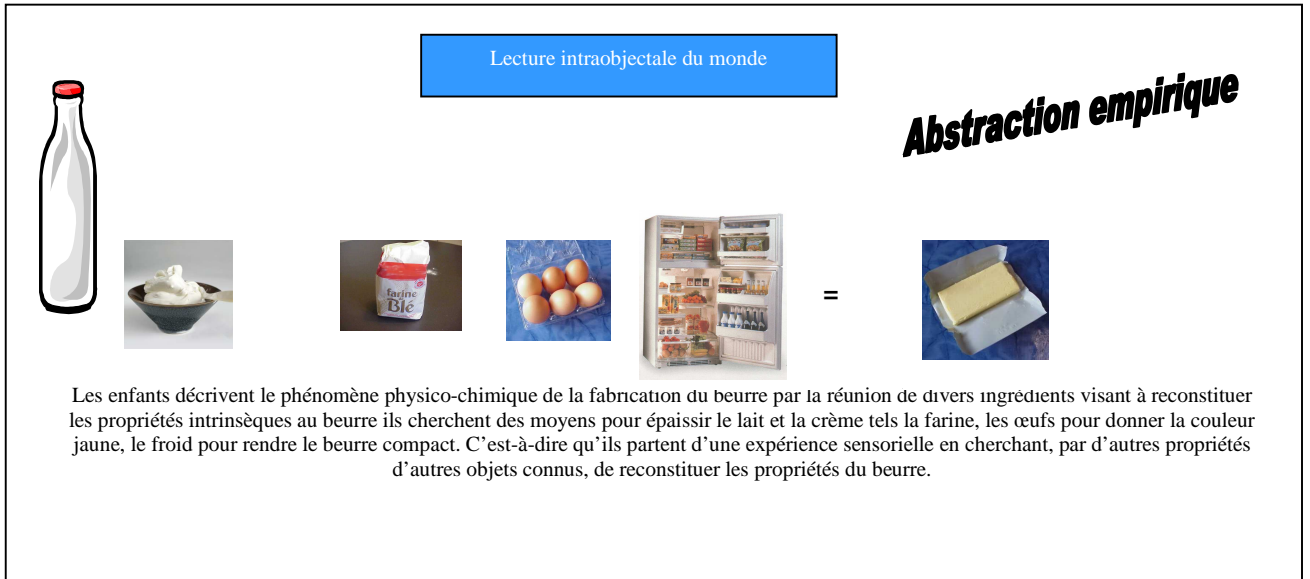 Lecture intraobjectale du monde
Abstraction empirique
farine
Blé
=
Les enfants décrivent le phénomène physico-chimique de la fabrication du beurre par la réunion de divers ingrédients visant à reconstituer
les propriétés intrinsèques au beurre ils cherchent des moyens pour épaissir le lait et la crème tels la farine, les œufs pour donner la couleur
jaune, le froid pour rendre le beurre compact. C’est-à-dire qu’ils partent d’une expérience sensorielle en cherchant, par d’autres propriétés
d’autres objets connus, de reconstituer les propriétés du beurre.